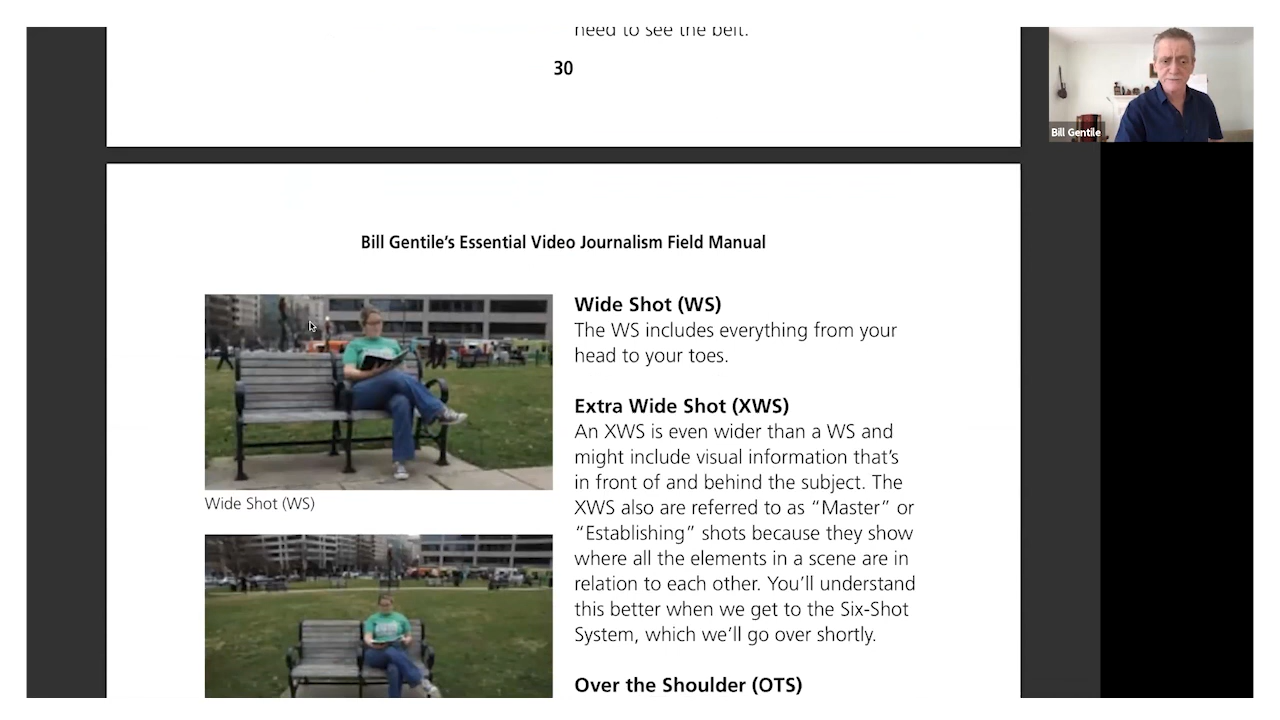 need to see the belt.
30
Bill Gentile
Bill Gentile’s Essential Video Journalism Field Manual
Wide Shot (WS)
The WS includes everything from your
head to your toes.
Extra Wide Shot (XWS)
An XWS is even wider than a WS and
might include visual information that’s
in front of and behind the subject. The
XWS also are referred to as “Master” or
“Establishing” shots because they show
where all the elements in a scene are in
relation to each other. You’ll understand
this better when we get to the Six-Shot
System, which we’ll go over shortly.
Over the Shoulder (OTS)
Wide Shot (WS)